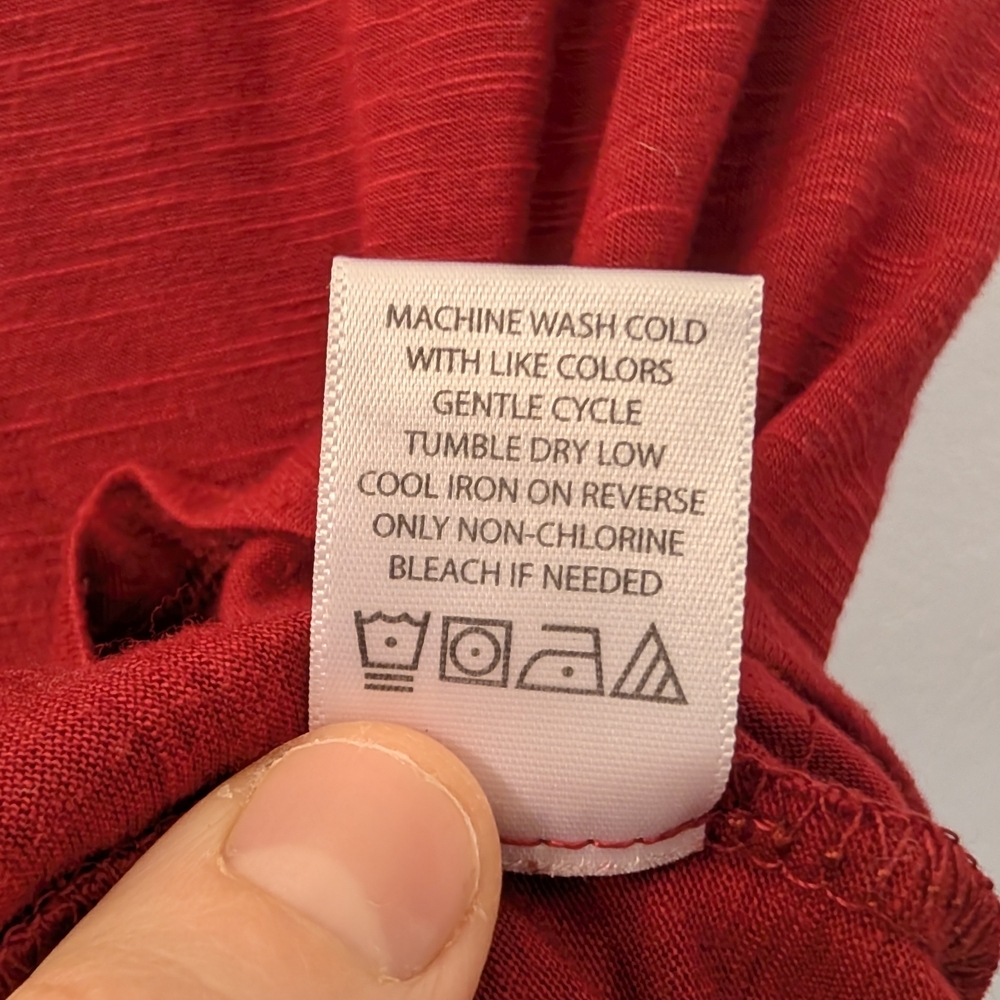 MACHINE WASH COLD
WITH LIKE COLORS
GENTLE CYCLE
TUMBLE DRY LOW
COOL IRON ON REVERSE
ONLY NON-CHLORINE
BLEACH IF NEEDED